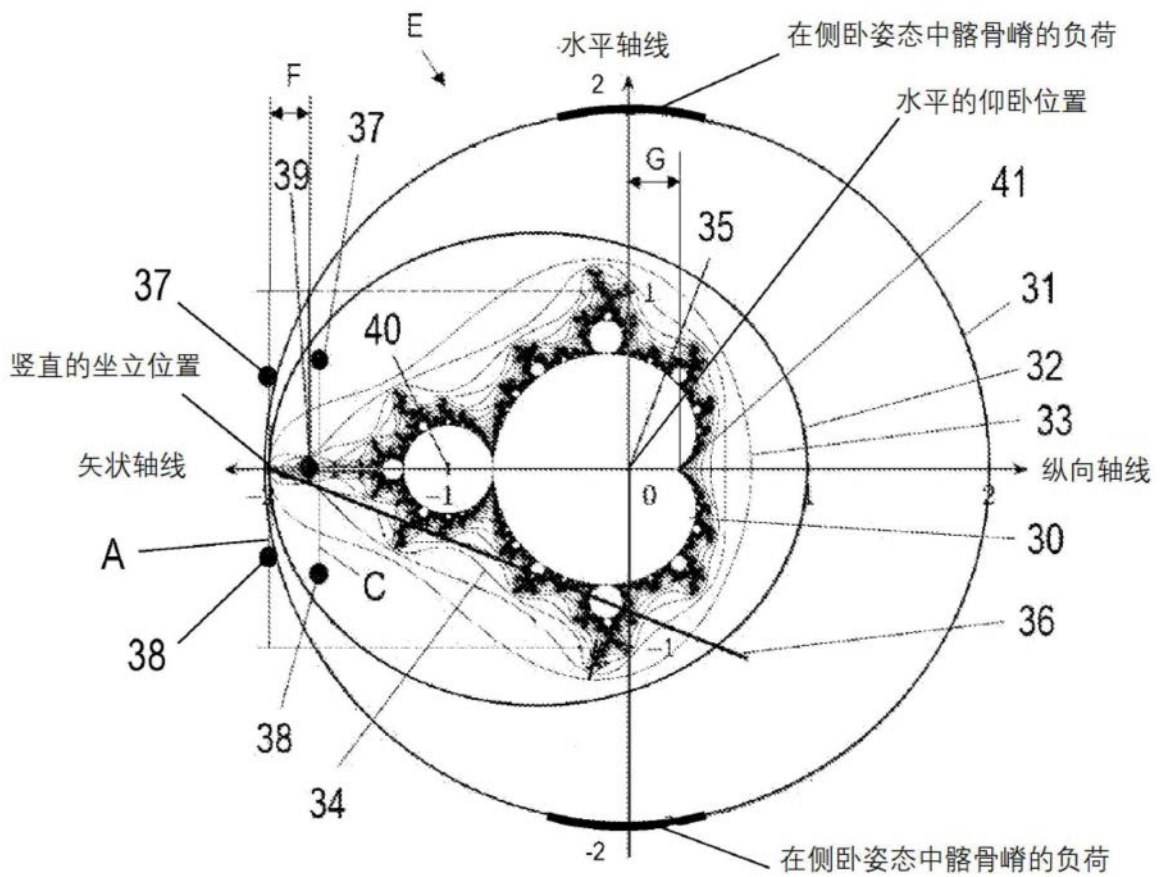 E
水平轴线
在侧卧姿态中髂骨嵴的负荷
F
2
水平的仰卧位置
37
G
39
41
35
37
1
31
40
竖直的坐立位置
32
33
矢状轴线
纵向轴线
-2
-1
0
1
2
A
30
C
36
38
-1
38
34
-2
在侧卧姿态中髂骨嵴的负荷